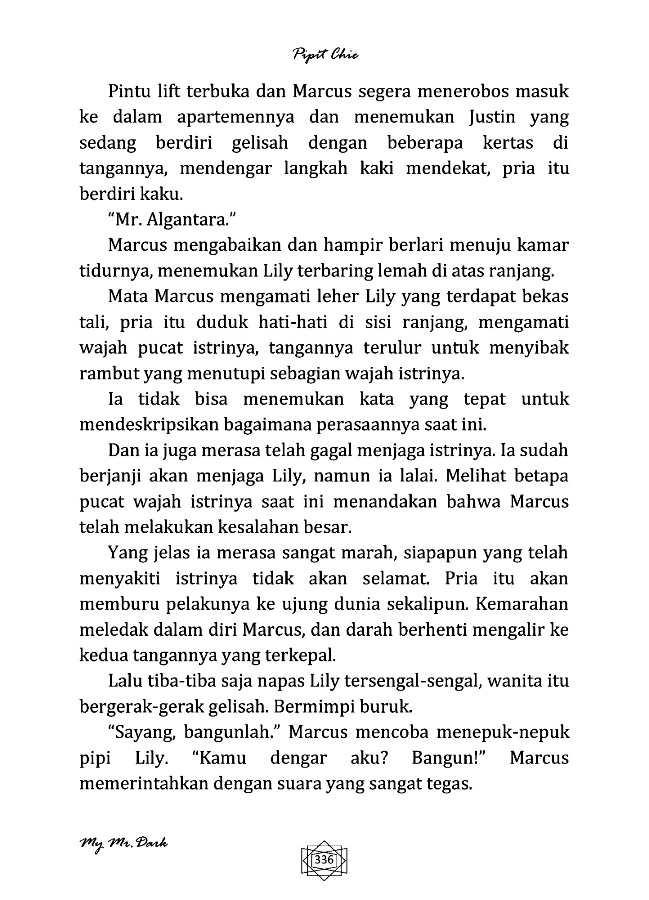 Pipit Chie
Pintu lift terbuka dan Marcus segera menerobos masuk
ke dalam apartemennya dan menemukan Justin yang
sedang berdiri gelisah dengan beberapa kertas di
tangannya, mendengar langkah kaki mendekat, pria itu
berdiri kaku.
“Mr. Algantara.”
Marcus mengabaikan dan hampir berlari menuju kamar
tidurnya, menemukan Lily terbaring lemah di atas ranjang.
Mata Marcus mengamati leher Lily yang terdapat bekas
tali, pria itu duduk hati-hati di sisi ranjang, mengamati
wajah pucat istrinya, tangannya terulur untuk menyibak
rambut yang menutupi sebagian wajah istrinya.
Ia tidak bisa menemukan kata yang tepat untuk
mendeskripsikan bagaimana perasaannya saat ini.
Dan ia juga merasa telah gagal menjaga istrinya. Ia sudah
berjanji akan menjaga Lily, namun ia lalai. Melihat betapa
pucat wajah istrinya saat ini menandakan bahwa Marcus
telah melakukan kesalahan besar.
Yang jelas ia merasa sangat marah, siapapun yang telah
menyakiti istrinya tidak akan selamat. Pria itu akan
memburu pelakunya ke ujung dunia sekalipun. Kemarahan
meledak dalam diri Marcus, dan darah berhenti mengalir ke
kedua tangannya yang terkepal.
Lalu tiba-tiba saja napas Lily tersengal-sengal, wanita itu
bergerak-gerak gelisah. Bermimpi buruk.
“Sayang, bangunlah.” Marcus mencoba menepuk-nepuk
pipi Lily. “Kamu dengar aku? Bangun!” Marcus
memerintahkan dengan suara yang sangat tegas.
My Mr. Dark
336